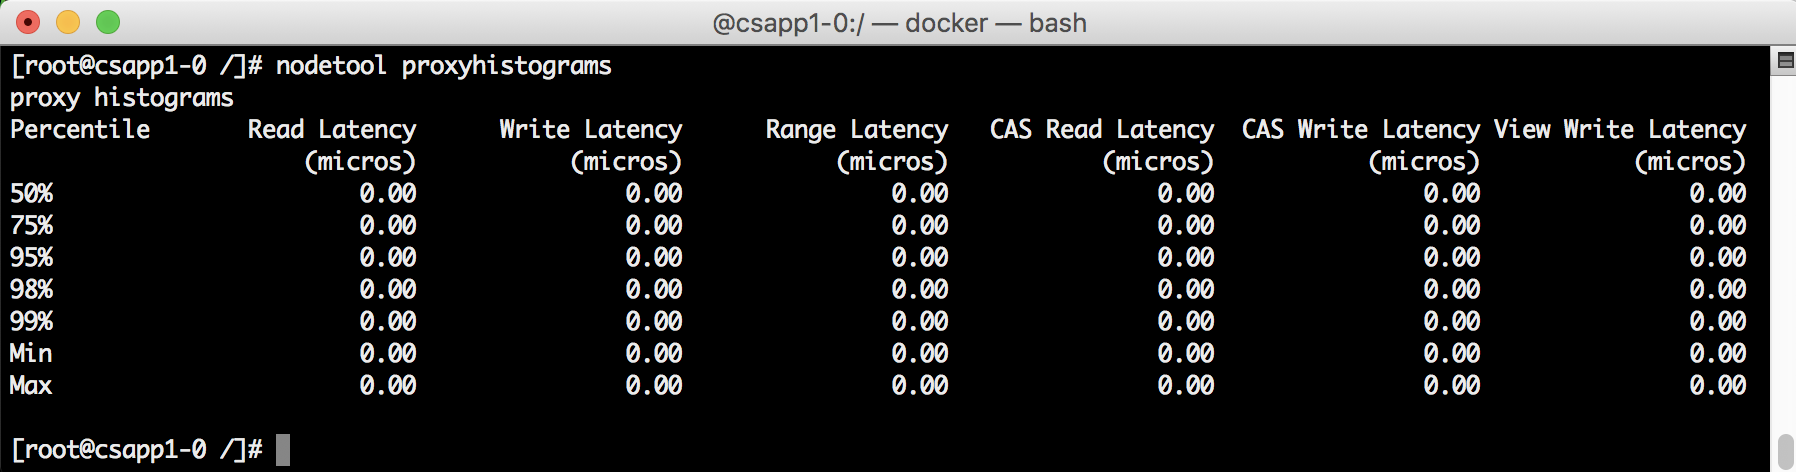 @csapp1-0:/ — docker — bash
[root@csapp1-0 /]# nodetool proxyhistograms
proxy histograms
Percentile       Read Latency      Write Latency      Range Latency   CAS Read Latency  CAS Write Latency View Write Latency
                     (micros)           (micros)           (micros)           (micros)           (micros)           (micros)
50%                      0.00               0.00               0.00               0.00               0.00               0.00
75%                      0.00               0.00               0.00               0.00               0.00               0.00
95%                      0.00               0.00               0.00               0.00               0.00               0.00
98%                      0.00               0.00               0.00               0.00               0.00               0.00
99%                      0.00               0.00               0.00               0.00               0.00               0.00
Min                      0.00               0.00               0.00               0.00               0.00               0.00
Max                      0.00               0.00               0.00               0.00               0.00               0.00
[root@csapp1-0 /]#